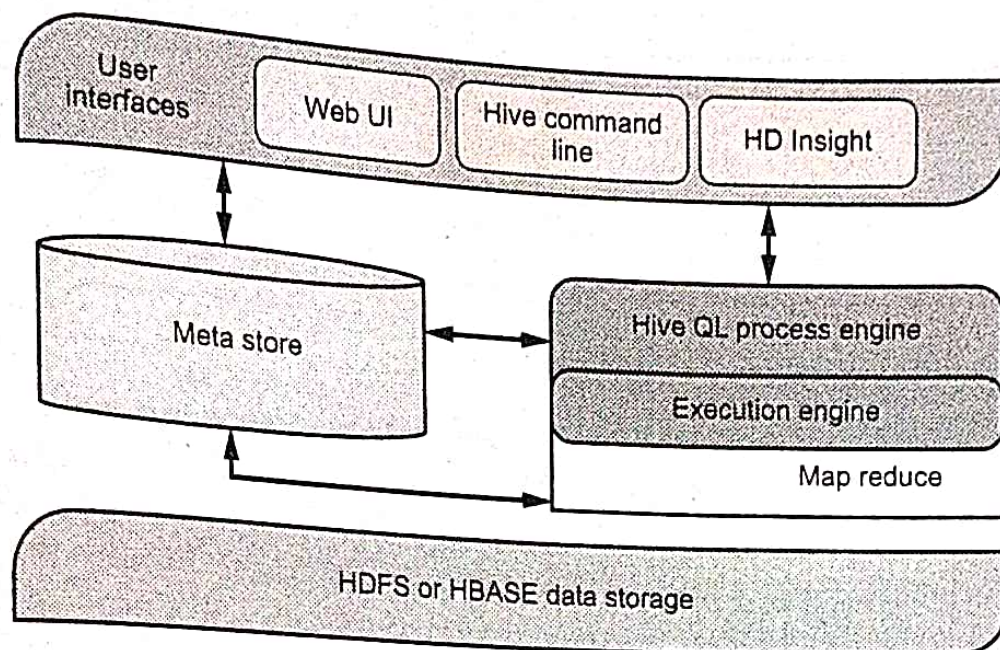 User
interfaces
Web UI
Hive command
line
HD Insight
Meta store
Hive QL process engine
Execution engine
Map reduce
HDFS or HBASE data storage